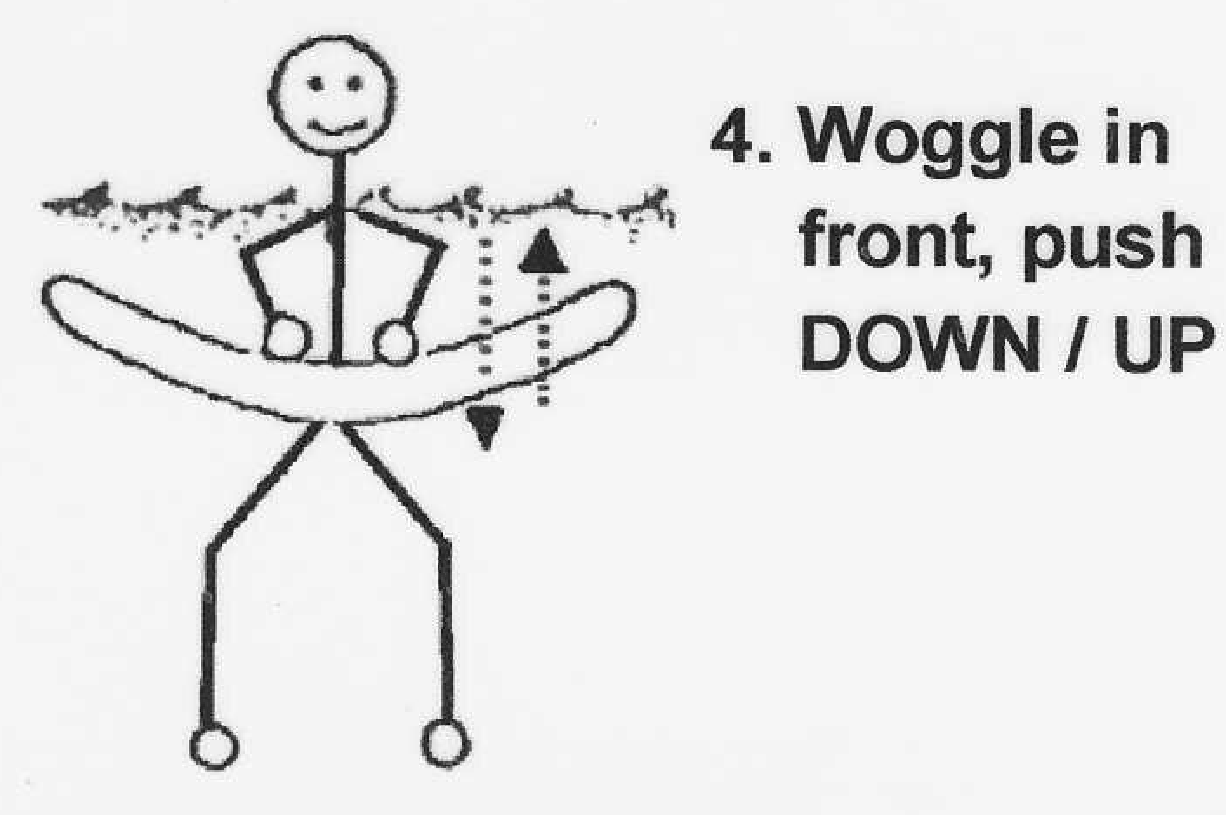 4. Woggle in
front, push
DOWN / UP